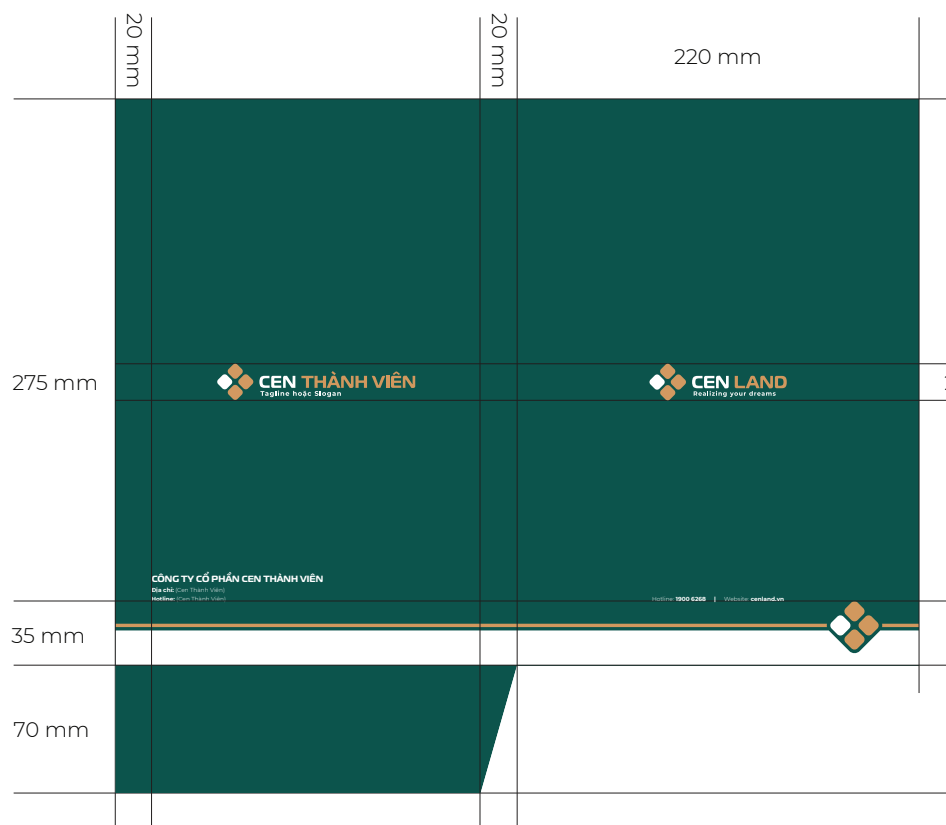 20 mm
20 mm
220 mm
275 mm
CEN THÀNH VIÊN
Tagline hoặc Slogan
CEN LAND
Realizing your dreams
CÔNG TY CỔ PHẦN CEN THÀNH VIÊN
Địa chỉ: (Cen Thành Viên)
Hotline: (Cen Thành Viên)
Hotline: 1900 6268 | Website: cenland.vn
35 mm
70 mm